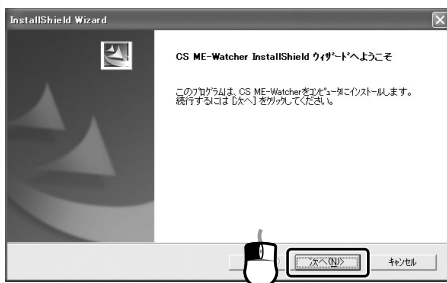 InstallShield Wizard
CS ME-Watcher InstallShield ウィザードへようこそ
このプログラムは、CS ME-Watcherをコンピュータにインストールします。
続行するには [次へ] をクリックしてください。
次へ(N)>
キャンセル